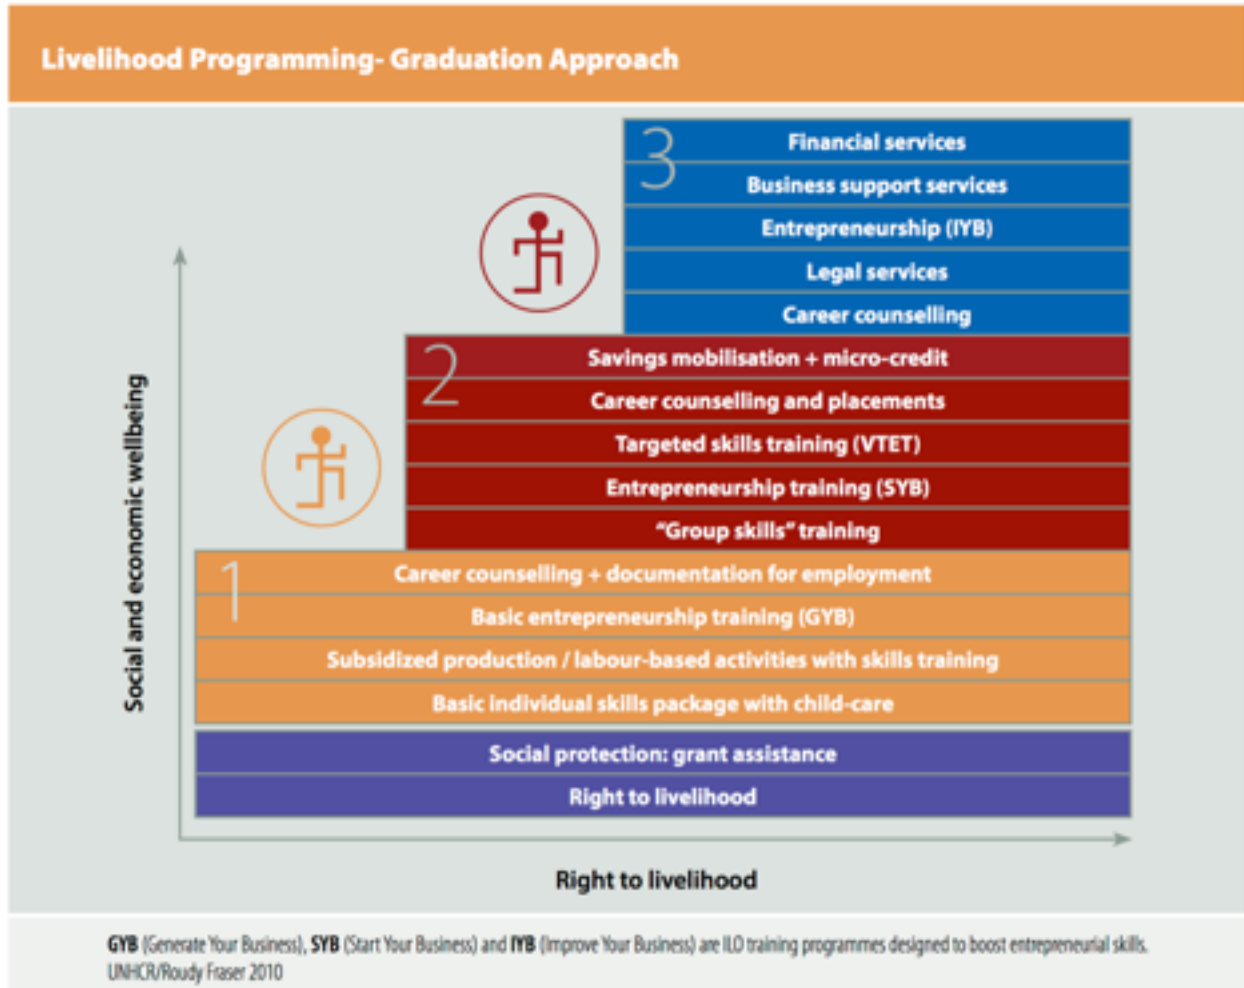 Livelihood Programming- Graduation Approach
3
Financial services
Business support services
Entrepreneurship (IYB)
Legal services
Career counselling
2
Savings mobilisation + micro-credit
Career counselling and placements
Targeted skills training (VTET)
Entrepreneurship training (SYB)
“Group skills” training
1
Career counselling + documentation for employment
Basic entrepreneurship training (GYB)
Subsidized production / labour-based activities with skills training
Basic individual skills package with child-care
Social protection: grant assistance
Right to livelihood
Social and economic wellbeing
Right to livelihood
GYB (Generate Your Business), SYB (Start Your Business) and IYB (Improve Your Business) are ILO training programmes designed to boost entrepreneurial skills.
UNHCR/Roudy Fraser 2010